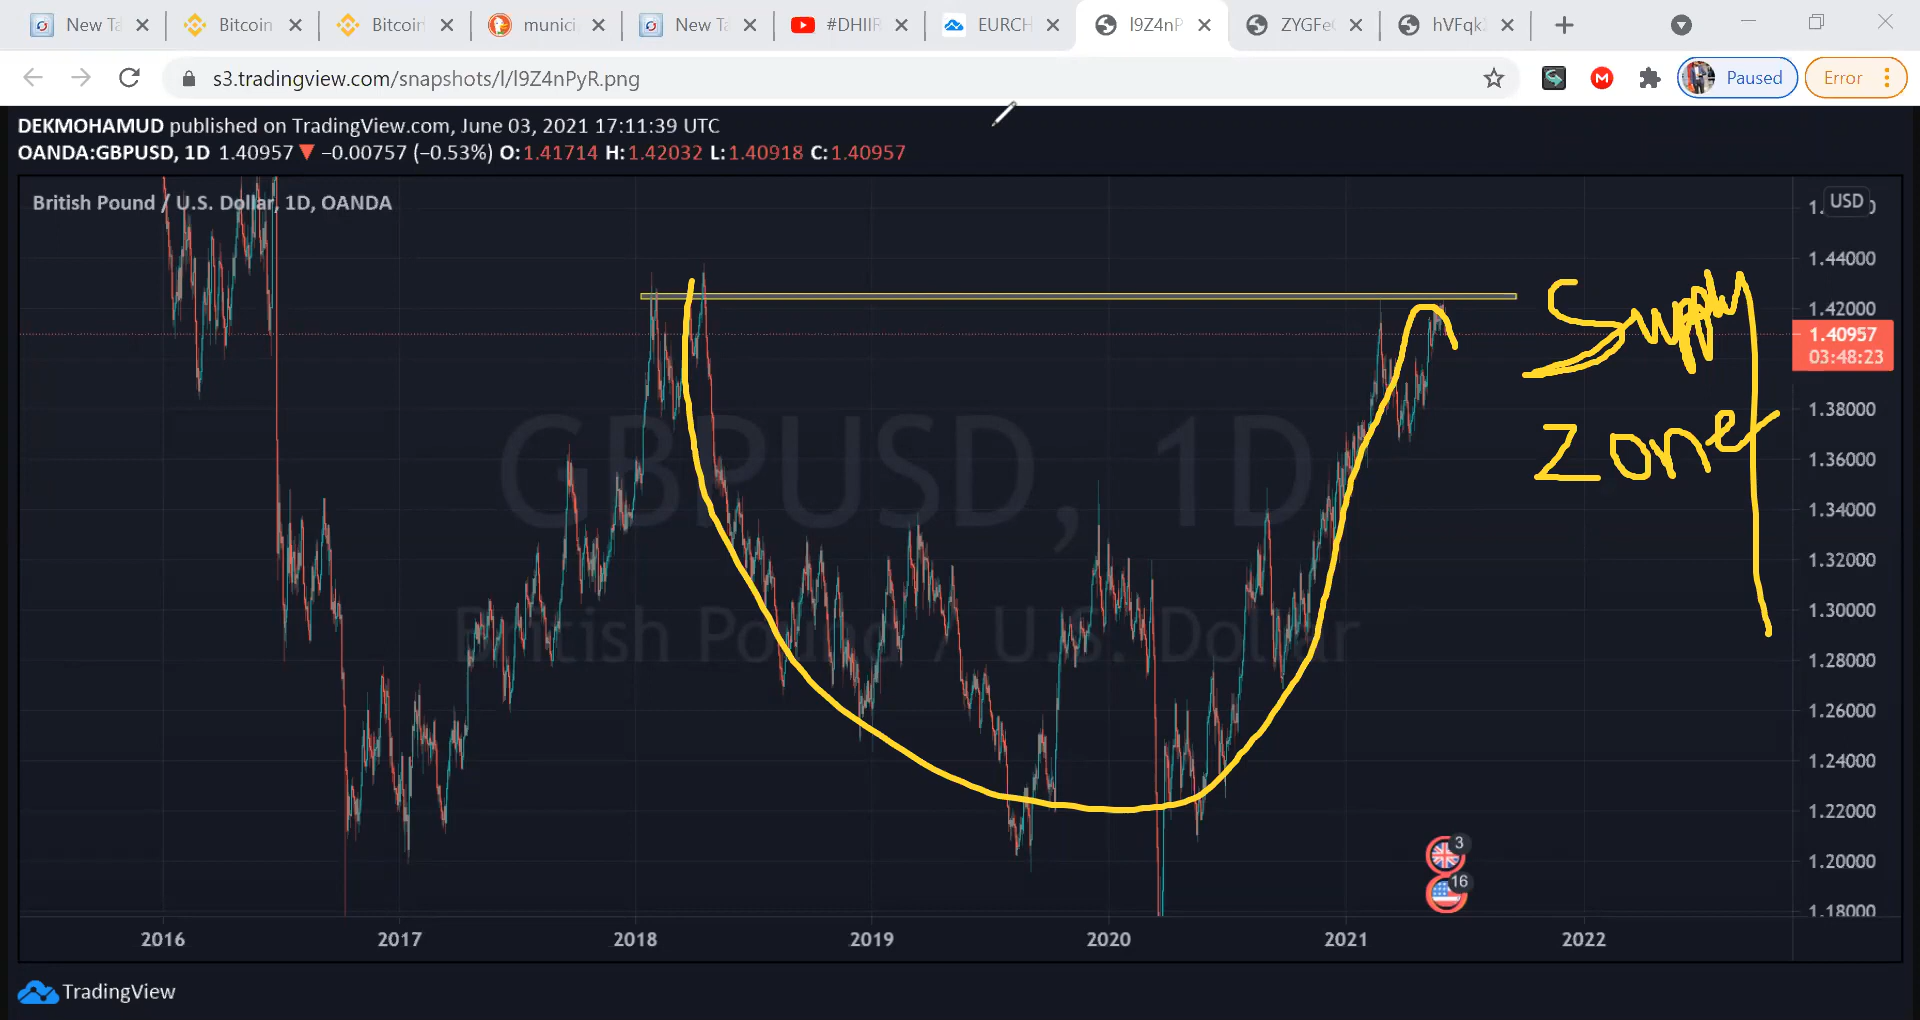 New Ta
Bitcoin
Bitcoin
munici
New Ta
#DHIIR
EURCH
l9Z4nP
ZYGFe
hVFqk
s3.tradingview.com/snapshots/l/l9Z4nPyR.png
Paused
Error
DEKMOHAMUD published on TradingView.com, June 03, 2021 17:11:39 UTC
OANDA:GBPUSD, 1D 1.40957 ▼ −0.00757 (−0.53%) O:1.41714 H:1.42032 L:1.40918 C:1.40957
British Pound / U.S. Dollar, 1D, OANDA
USD
1.44000
1.42000
1.40957
03:48:23
1.38000
1.36000
1.34000
1.32000
1.30000
1.28000
1.26000
1.24000
1.22000
1.20000
1.18000
Supply
zone
GBPUSD, 1D
British Pound / U.S. Dollar
3
16
2016 2017 2018 2019 2020 2021 2022
TradingView